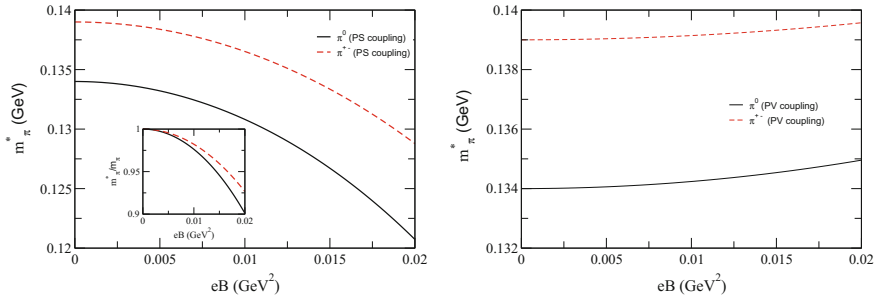 0.14
0.135
0.13
0.125
0.12
m*π (GeV)
π0 (PS coupling)
π+- (PS coupling)
1
0.95
0.9
m*π/mπ
0
0.01
0.02
eB (GeV2)
0
0.005
0.01
0.015
0.02
eB (GeV2)
0.14
0.138
0.136
0.134
0.132
m*π (GeV)
π0 (PV coupling)
π+- (PV coupling)
0
0.005
0.01
0.015
0.02
eB (GeV2)